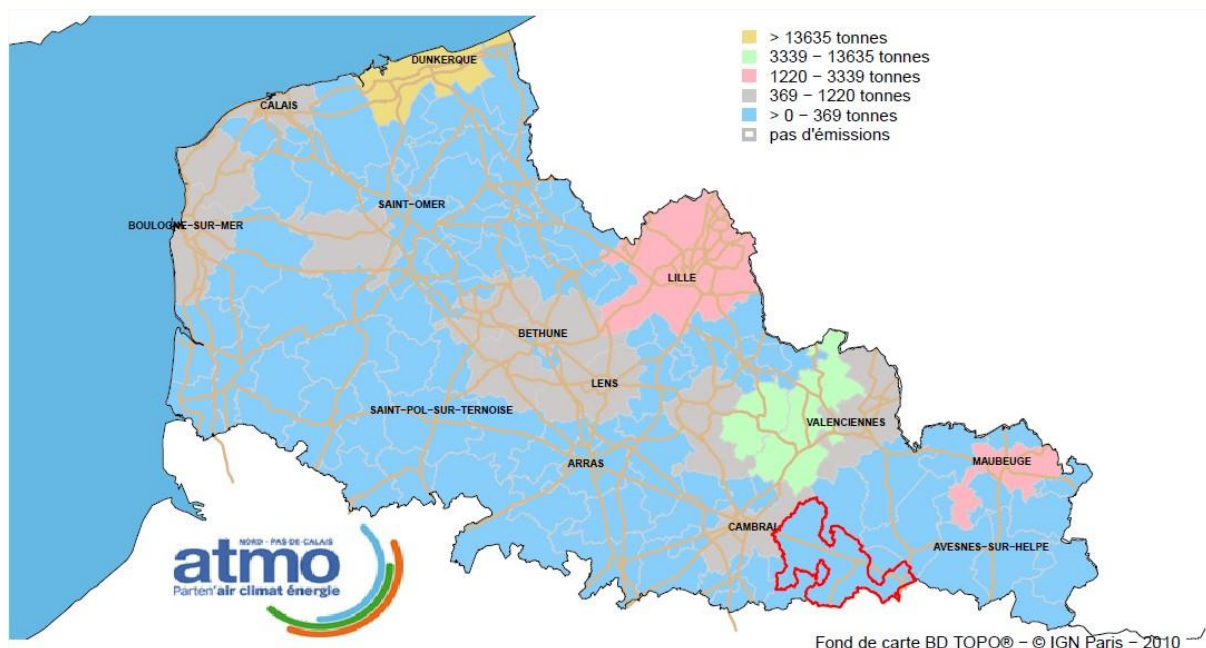 > 13635 tonnes
3339 − 13635 tonnes
1220 − 3339 tonnes
369 − 1220 tonnes
> 0 − 369 tonnes
pas d'émissions
DUNKERQUE
CALAIS
SAINT−OMER
BOULOGNE−SUR−MER
LILLE
BETHUNE
LENS
SAINT−POL−SUR−TERNOISE
VALENCIENNES
ARRAS
MAUBEUGE
CAMBRAI
AVESNES−SUR−HELPE
NORD - PAS-DE-CALAIS
atmo
Parten'air climat énergie
Fond de carte BD TOPO® − © IGN Paris − 2010